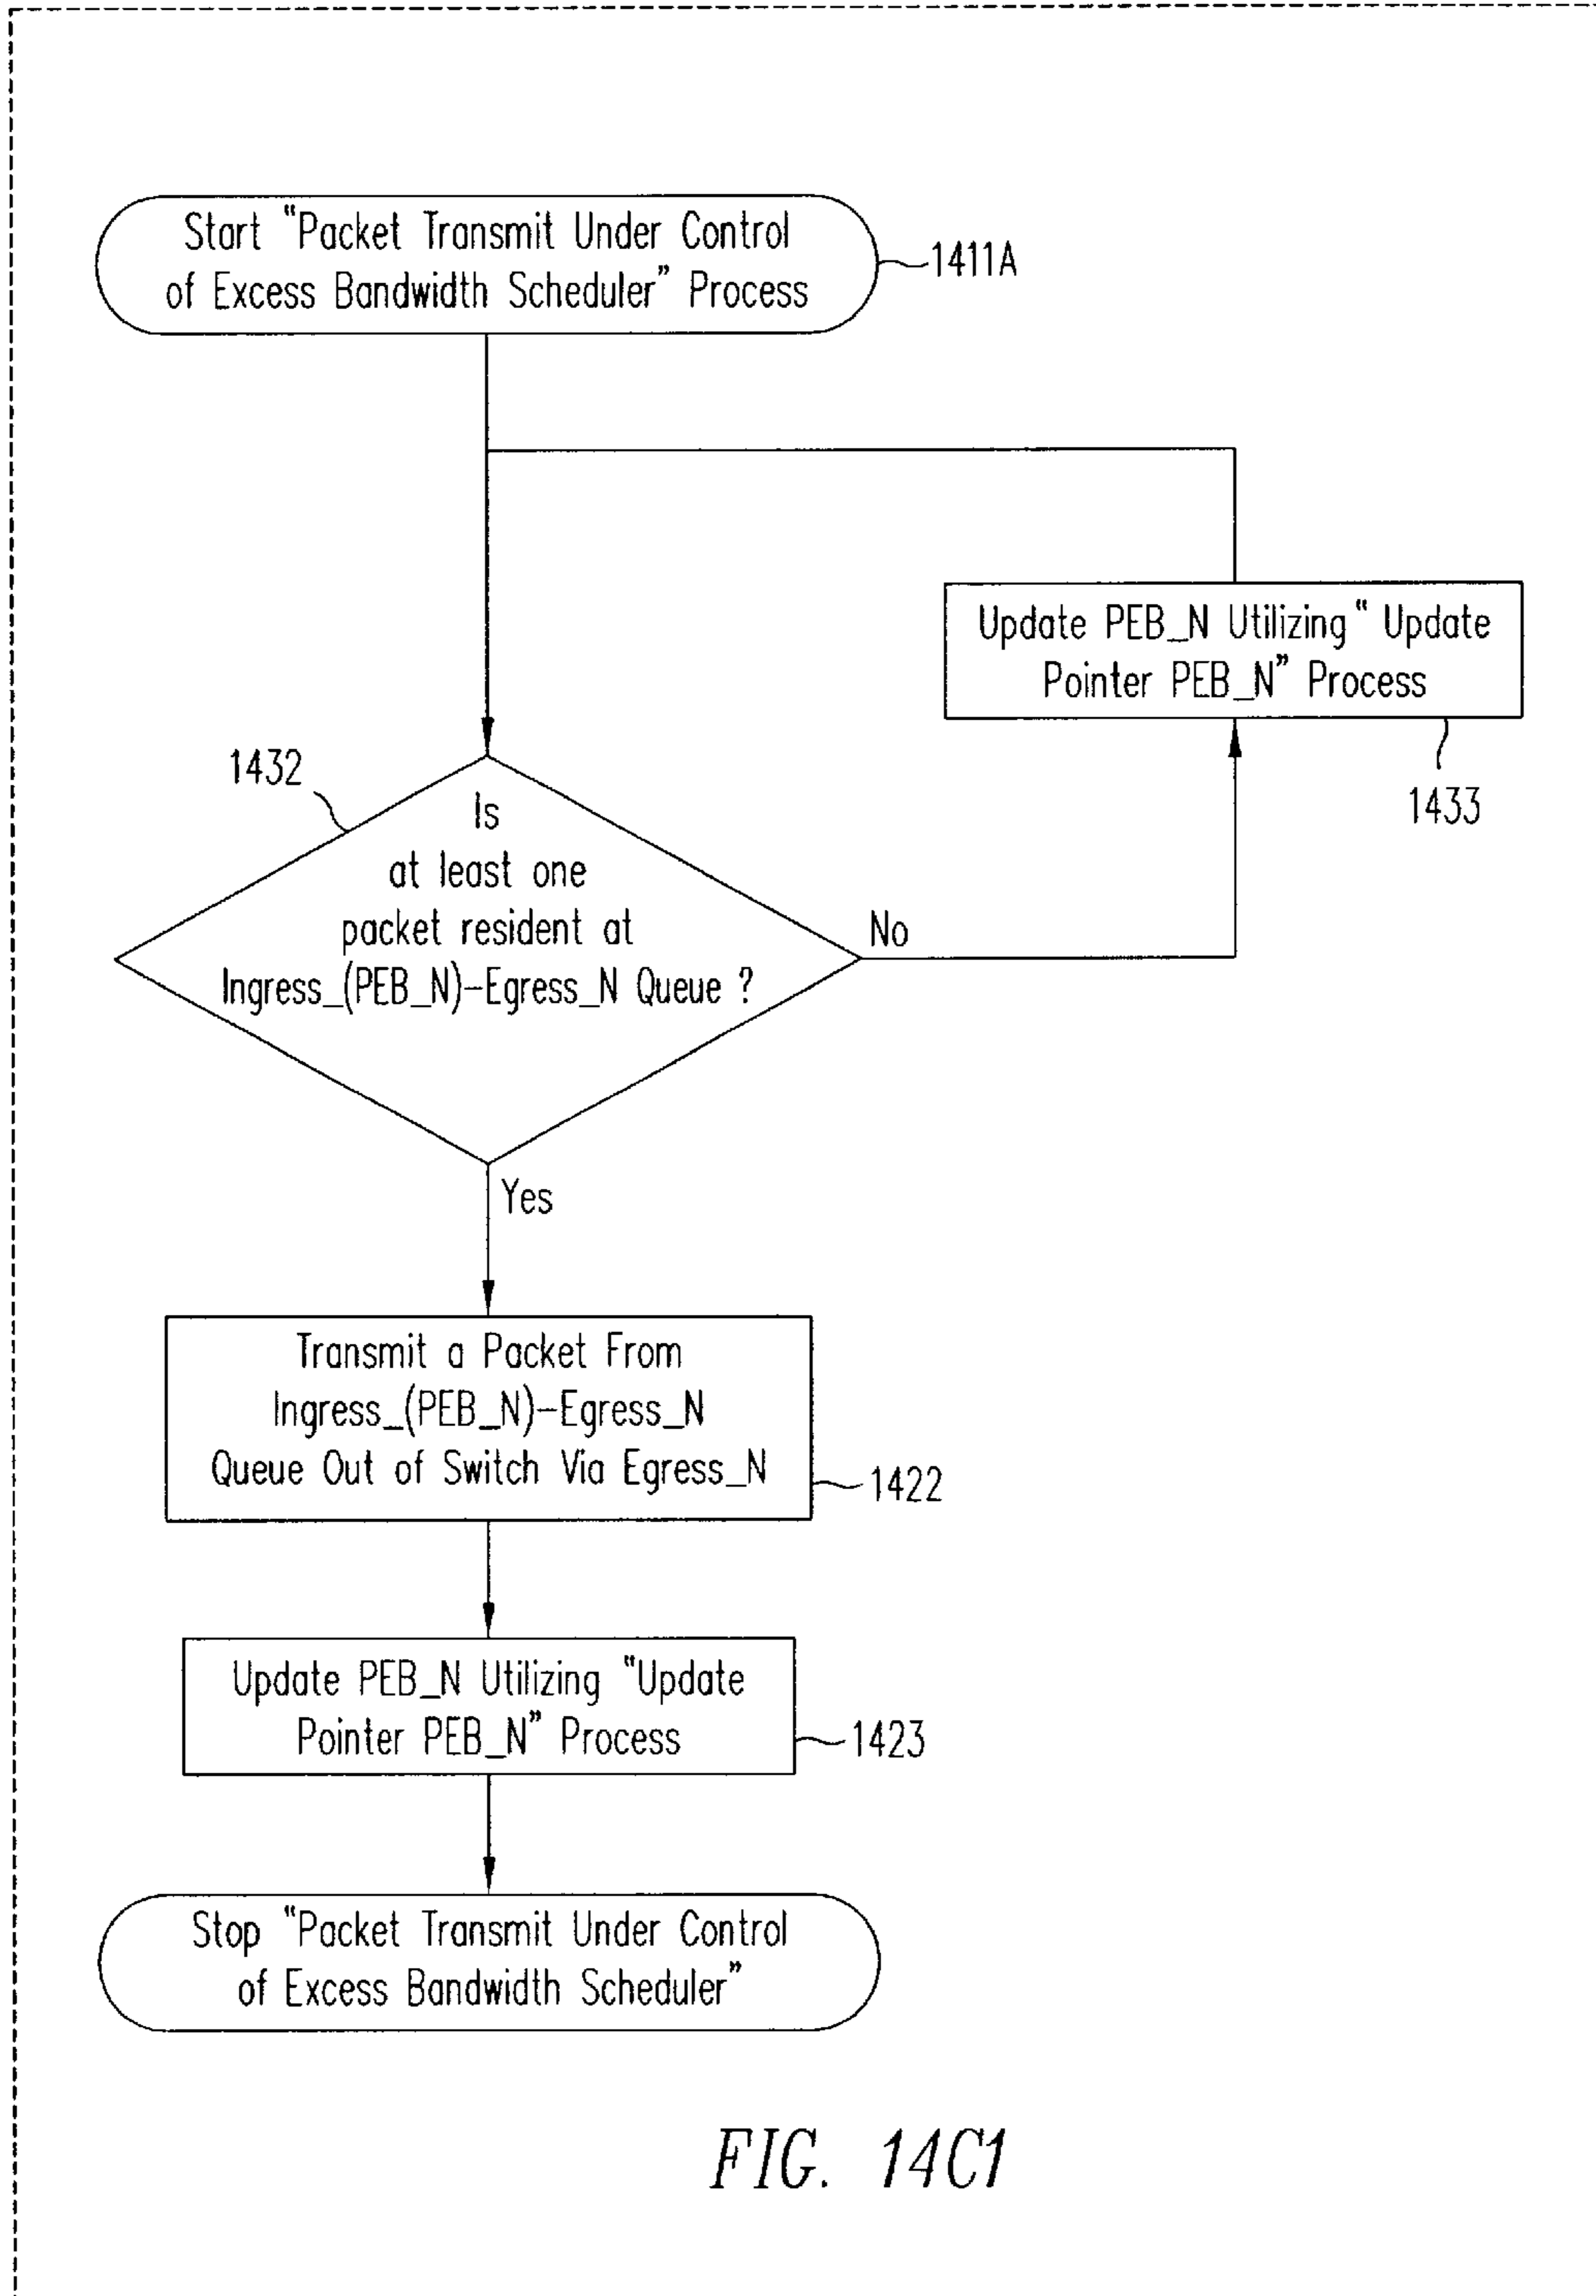 Start "Packet Transmit Under Control
of Excess Bandwidth Scheduler" Process
1411A
Update PEB_N Utilizing" Update
Pointer PEB_N" Process
1433
1432
Is
at least one
packet resident at
Ingress_(PEB_N)-Egress_N Queue ?
No
Yes
Transmit a Packet From
Ingress_(PEB_N)-Egress_N
Queue Out of Switch Via Egress_N
1422
Update PEB_N Utilizing "Update
Pointer PEB_N" Process
1423
Stop "Packet Transmit Under Control
of Excess Bandwidth Scheduler"
FIG. 14C1